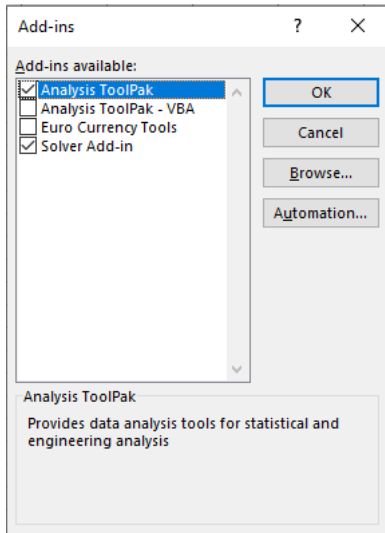 Add-ins
?
Add-ins available:
Analysis ToolPak
Analysis ToolPak - VBA
Euro Currency Tools
Solver Add-in
OK
Cancel
Browse...
Automation...
Analysis ToolPak
Provides data analysis tools for statistical and
engineering analysis